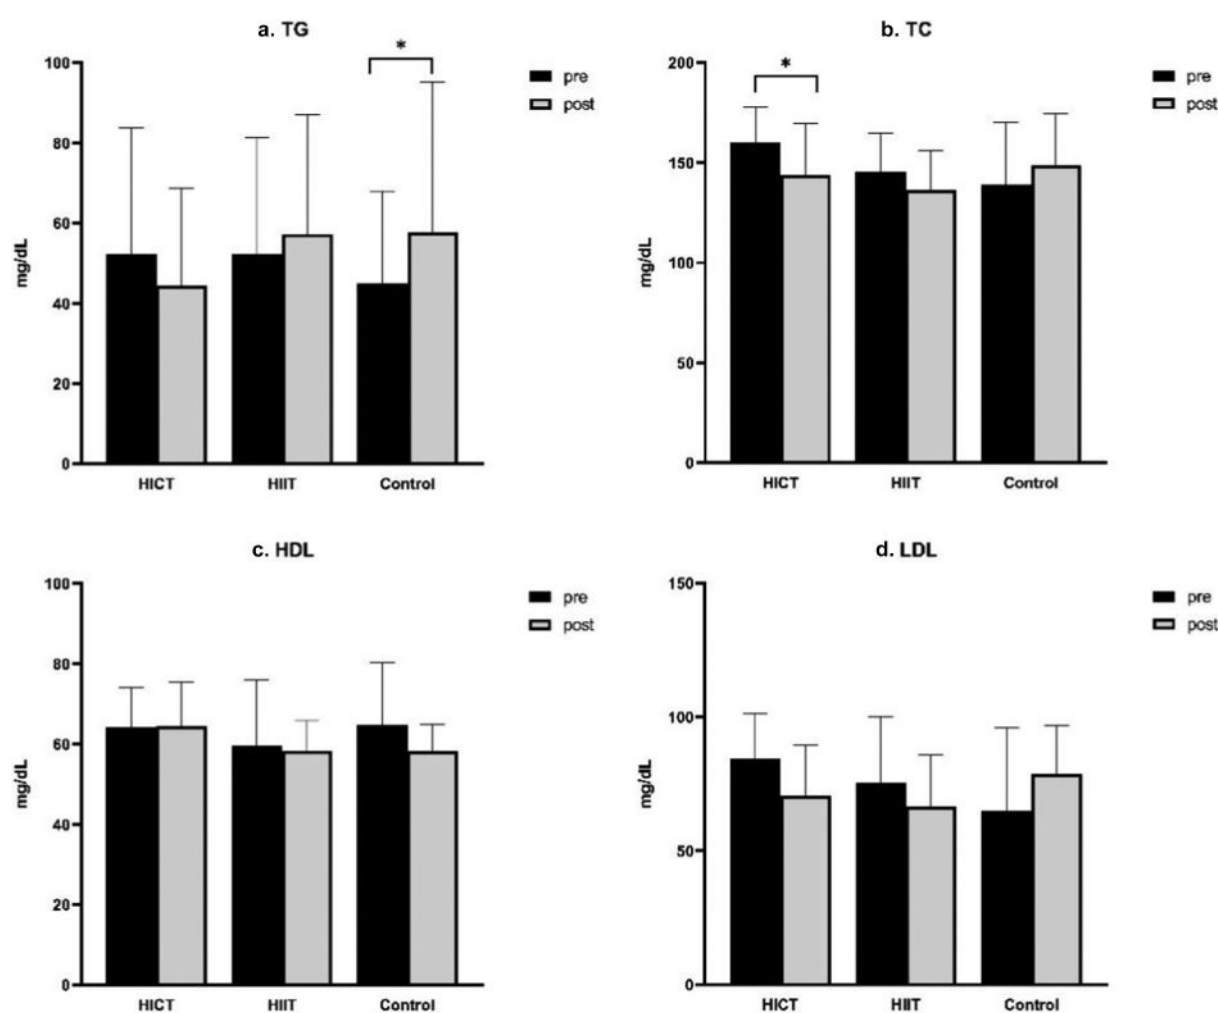 a. TG
*
pre
post
100
80
60
40
20
0
mg/dL
HICT HIIT Control
b. TC
*
pre
post
200
150
100
50
0
mg/dL
HICT HIIT Control
c. HDL
pre
post
100
80
60
40
20
0
mg/dL
HICT HIIT Control
d. LDL
pre
post
150
100
50
0
mg/dL
HICT HIIT Control